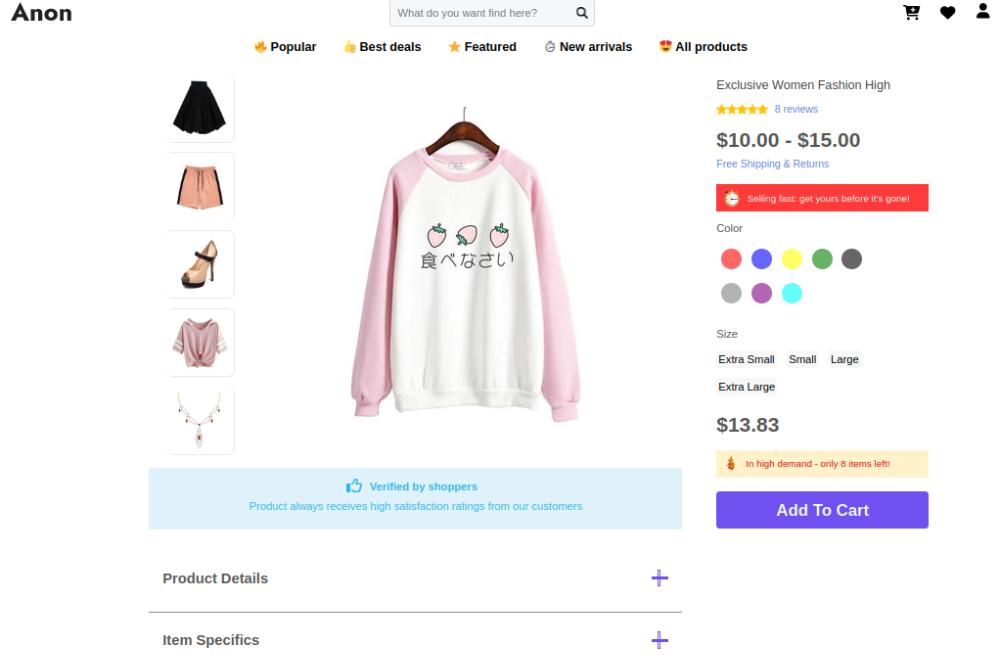 Anon
What do you want find here?
Popular
Best deals
Featured
New arrivals
All products
Exclusive Women Fashion High
8 reviews
$10.00 - $15.00
Free Shipping & Returns
Selling fast: get yours before it's gone!
Color
食べなさい
Size
Extra Small
Small
Large
Extra Large
$13.83
In high demand - only 8 items left!
Add To Cart
Verified by shoppers
Product always receives high satisfaction ratings from our customers
Product Details
Item Specifics